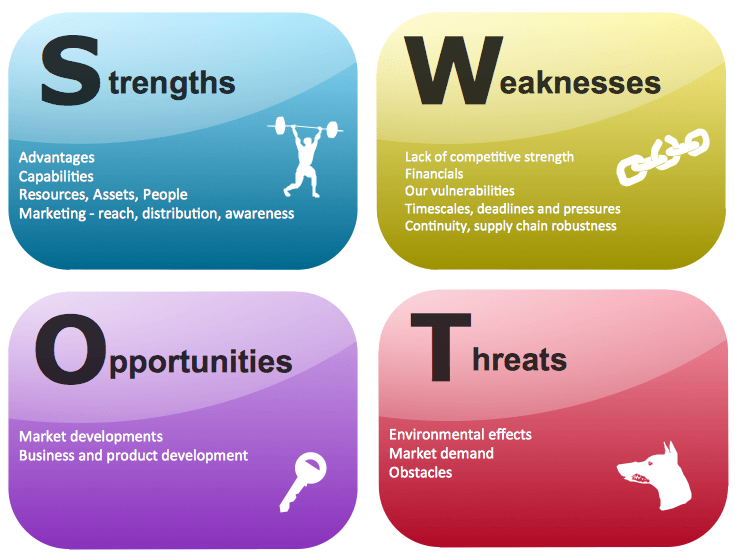 Strengths
Advantages
Capabilities
Resources, Assets, People
Marketing - reach, distribution, awareness
Weaknesses
Lack of competitive strength
Financials
Our vulnerabilities
Timescales, deadlines and pressures
Continuity, supply chain robustness
Opportunities
Market developments
Business and product development
Threats
Environmental effects
Market demand
Obstacles